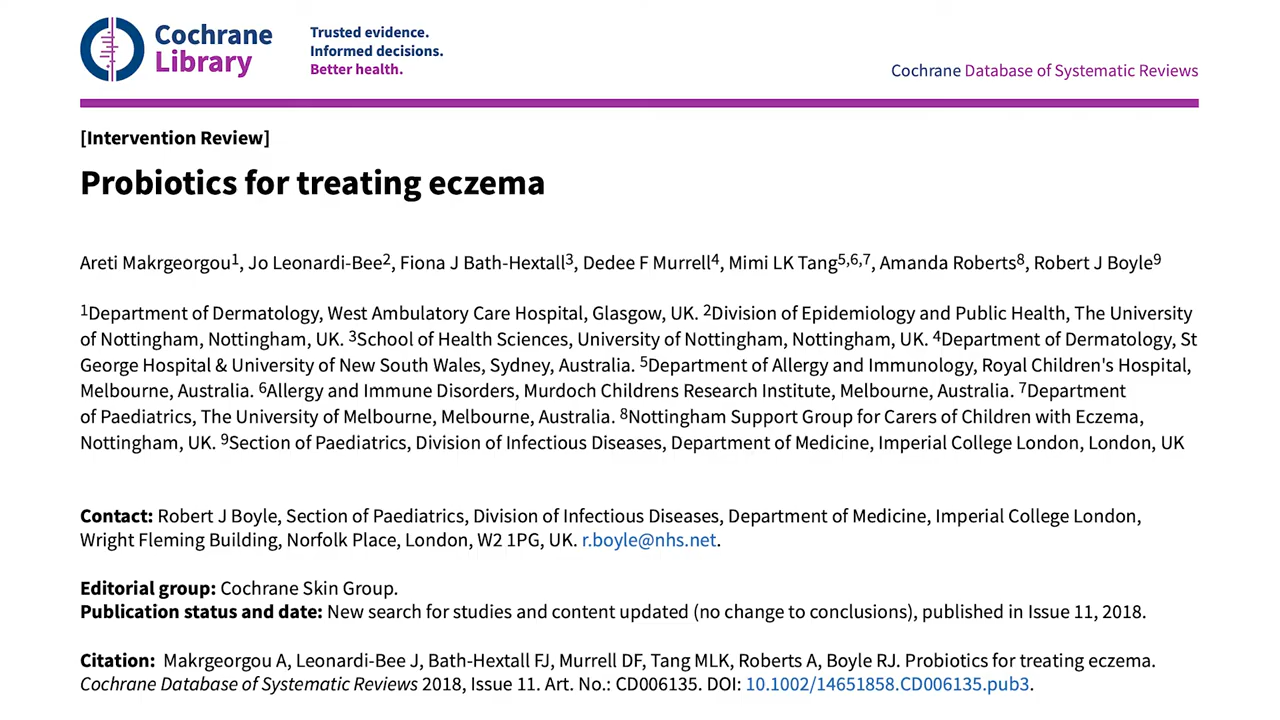 Cochrane
Library
Trusted evidence.
Informed decisions.
Better health.
Cochrane Database of Systematic Reviews
[Intervention Review]
Probiotics for treating eczema
Areti Makrgeorgou1, Jo Leonardi-Bee2, Fiona J Bath-Hextall3, Dedee F Murrell4, Mimi LK Tang5,6,7, Amanda Roberts8, Robert J Boyle9
1Department of Dermatology, West Ambulatory Care Hospital, Glasgow, UK. 2Division of Epidemiology and Public Health, The University
of Nottingham, Nottingham, UK. 3School of Health Sciences, University of Nottingham, Nottingham, UK. 4Department of Dermatology, St
George Hospital & University of New South Wales, Sydney, Australia. 5Department of Allergy and Immunology, Royal Children's Hospital,
Melbourne, Australia. 6Allergy and Immune Disorders, Murdoch Childrens Research Institute, Melbourne, Australia. 7Department
of Paediatrics, The University of Melbourne, Melbourne, Australia. 8Nottingham Support Group for Carers of Children with Eczema,
Nottingham, UK. 9Section of Paediatrics, Division of Infectious Diseases, Department of Medicine, Imperial College London, London, UK
Contact: Robert J Boyle, Section of Paediatrics, Division of Infectious Diseases, Department of Medicine, Imperial College London,
Wright Fleming Building, Norfolk Place, London, W2 1PG, UK. r.boyle@nhs.net.
Editorial group: Cochrane Skin Group.
Publication status and date: New search for studies and content updated (no change to conclusions), published in Issue 11, 2018.
Citation: Makrgeorgou A, Leonardi-Bee J, Bath-Hextall FJ, Murrell DF, Tang MLK, Roberts A, Boyle RJ. Probiotics for treating eczema.
Cochrane Database of Systematic Reviews 2018, Issue 11. Art. No.: CD006135. DOI: 10.1002/14651858.CD006135.pub3.